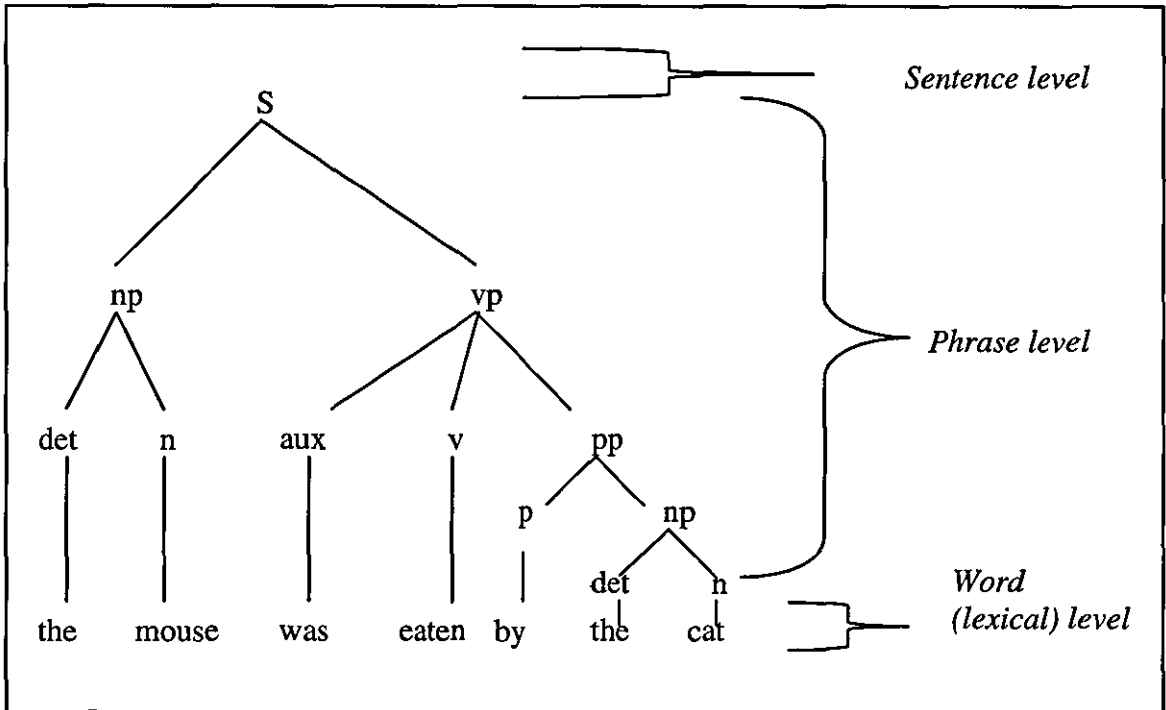 Sentence level
S
np vp
Phrase level
det n aux v pp
p np
det n
Word
(lexical) level
the mouse was eaten by the cat